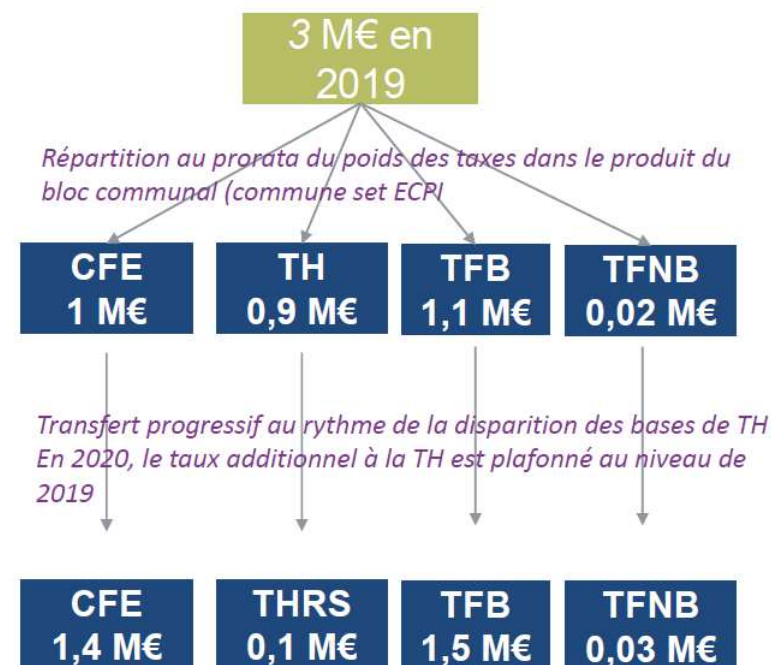 3 M€ en
2019
Répartition au prorata du poids des taxes dans le produit du
bloc communal (commune set ECPI
CFE
1 M€
TH
0,9 M€
TFB
1,1 M€
TFNB
0,02 M€
Transfert progressif au rythme de la disparition des bases de TH
En 2020, le taux additionnel à la TH est plafonné au niveau de
2019
CFE
1,4 M€
THRS
0,1 M€
TFB
1,5 M€
TFNB
0,03 M€